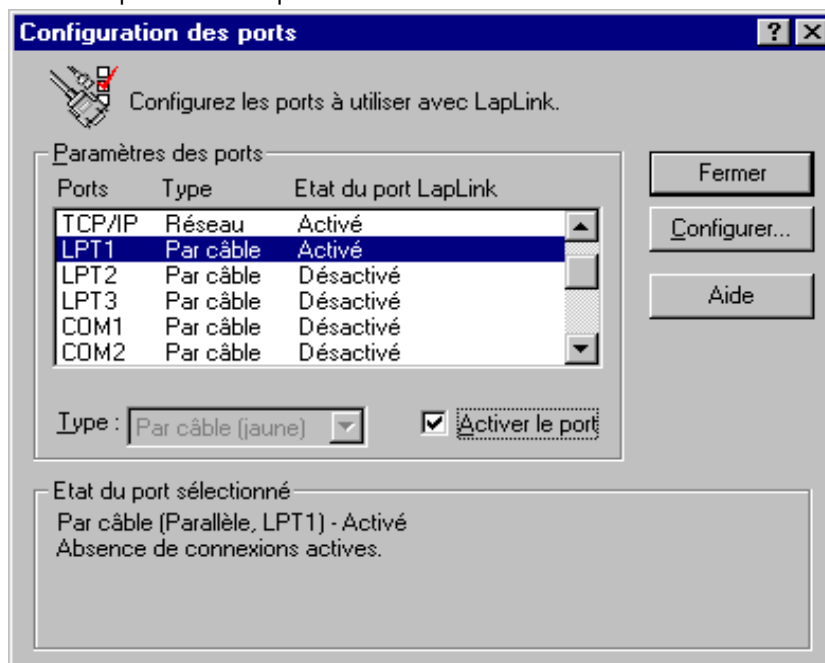 Configuration des ports
Configurez les ports à utiliser avec LapLink.
Paramètres des ports
Ports Type Etat du port LapLink
TCP/IP Réseau Activé
LPT1 Par câble Activé
LPT2 Par câble Désactivé
LPT3 Par câble Désactivé
COM1 Par câble Désactivé
COM2 Par câble Désactivé
Type : Par câble (jaune) Activer le port
Fermer
Configurer...
Aide
Etat du port sélectionné
Par câble (Parallèle, LPT1) - Activé
Absence de connexions actives.